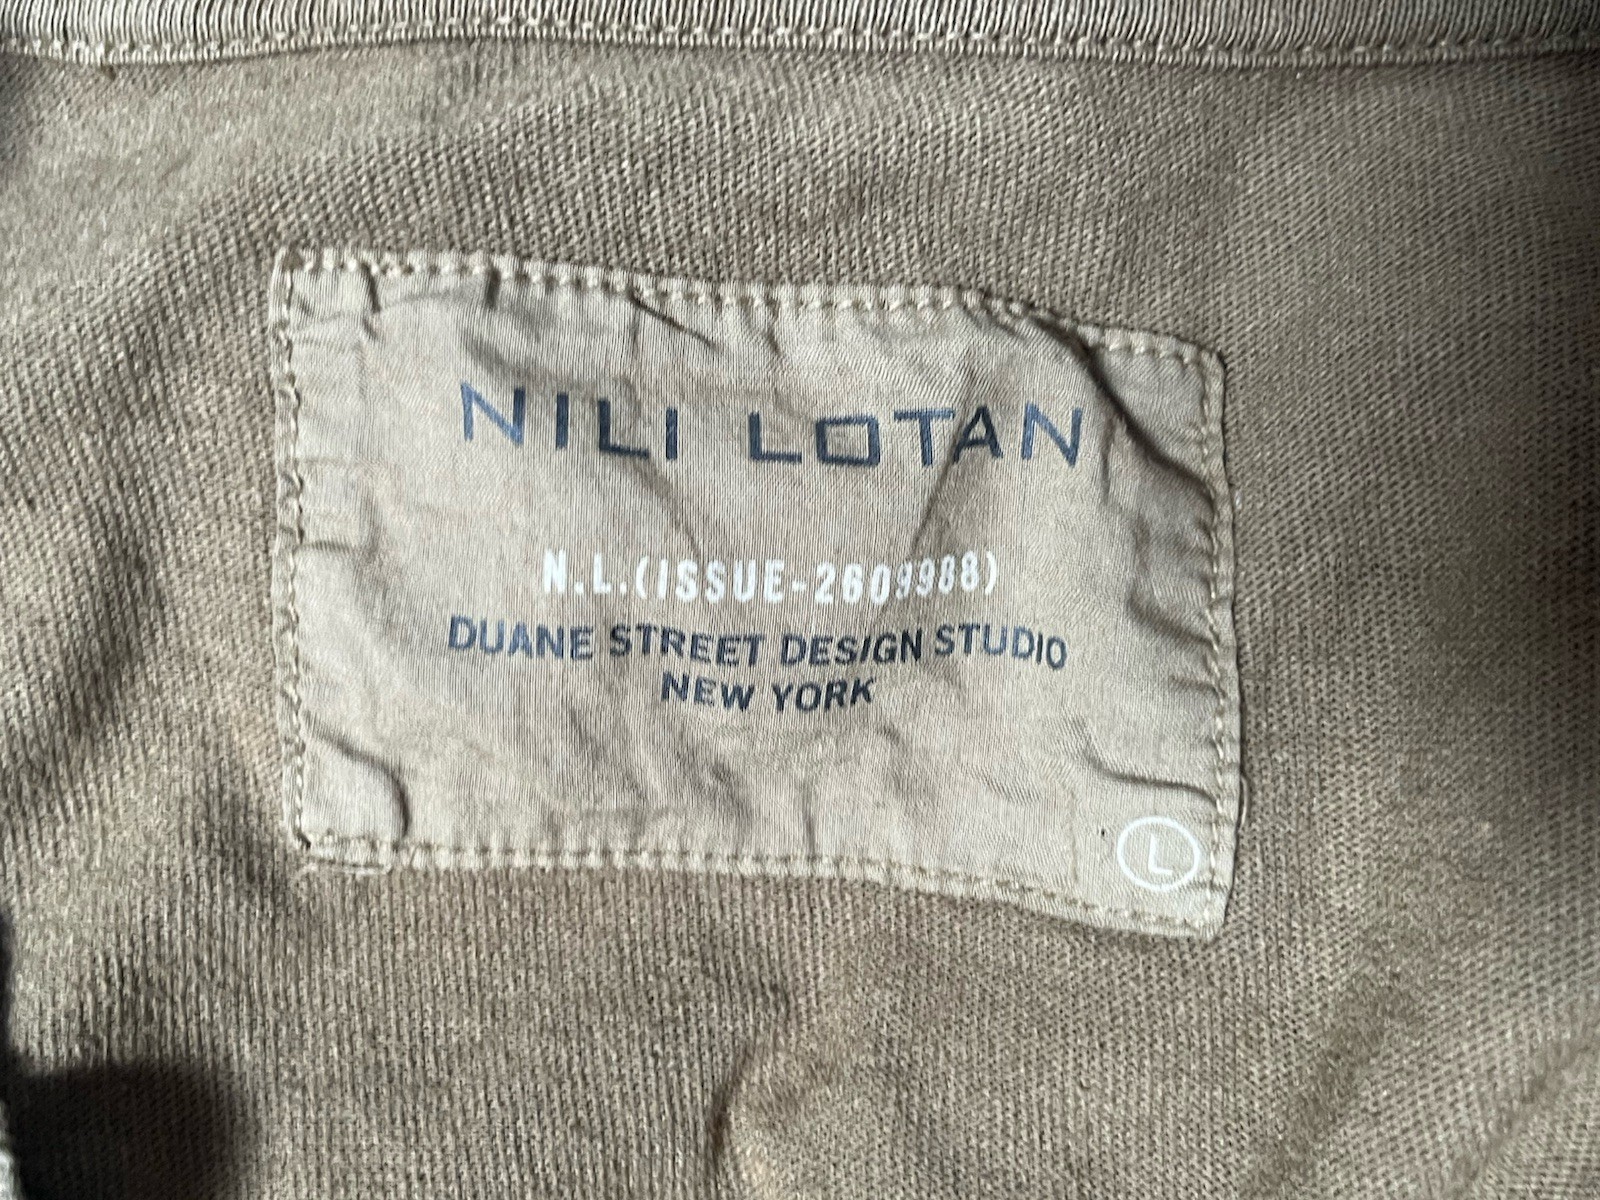 NILI LOTAN
N.L.(ISSUE-2609988)
DUANE STREET DESIGN STUDIO
NEW YORK
L